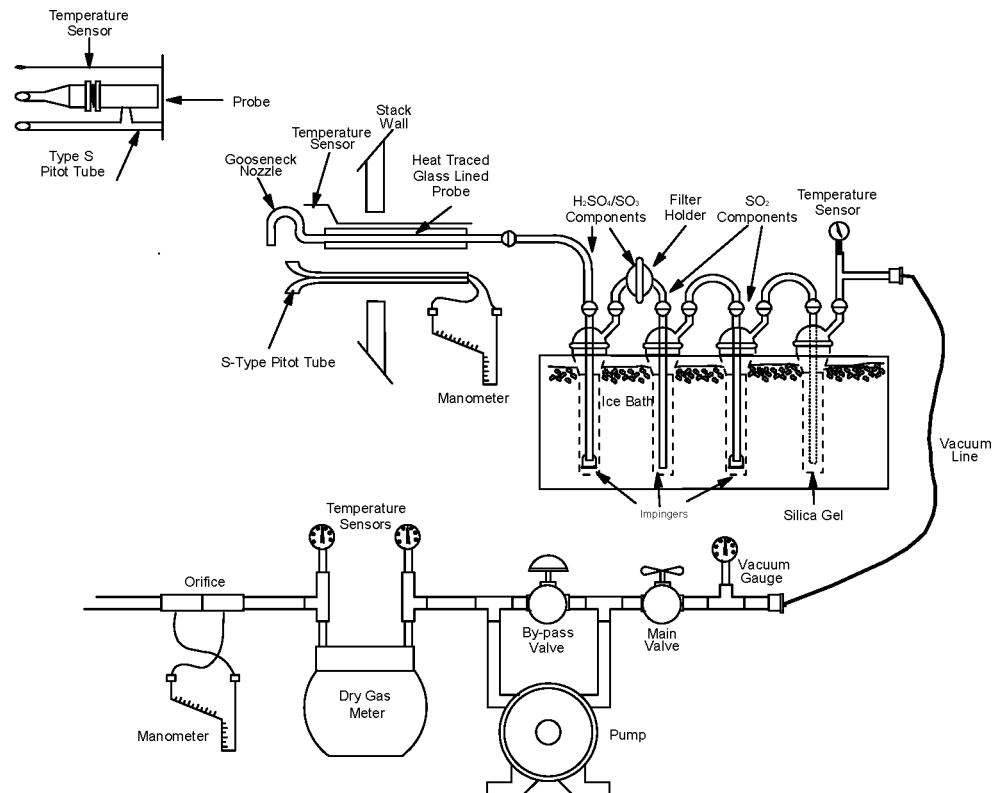 Temperature
Sensor
Probe
Type S
Pitot Tube
Stack
Wall
Temperature
Sensor
Gooseneck
Nozzle
Heat Traced
Glass Lined
Probe
H₂SO₄/SO₃
Components
Filter
Holder
SO₂
Components
Temperature
Sensor
S-Type Pitot Tube
Manometer
Ice Bath
Vacuum
Line
Impingers
Silica Gel
Temperature
Sensors
Orifice
Vacuum
Gauge
By-pass
Valve
Main
Valve
Dry Gas
Meter
Manometer
Pump